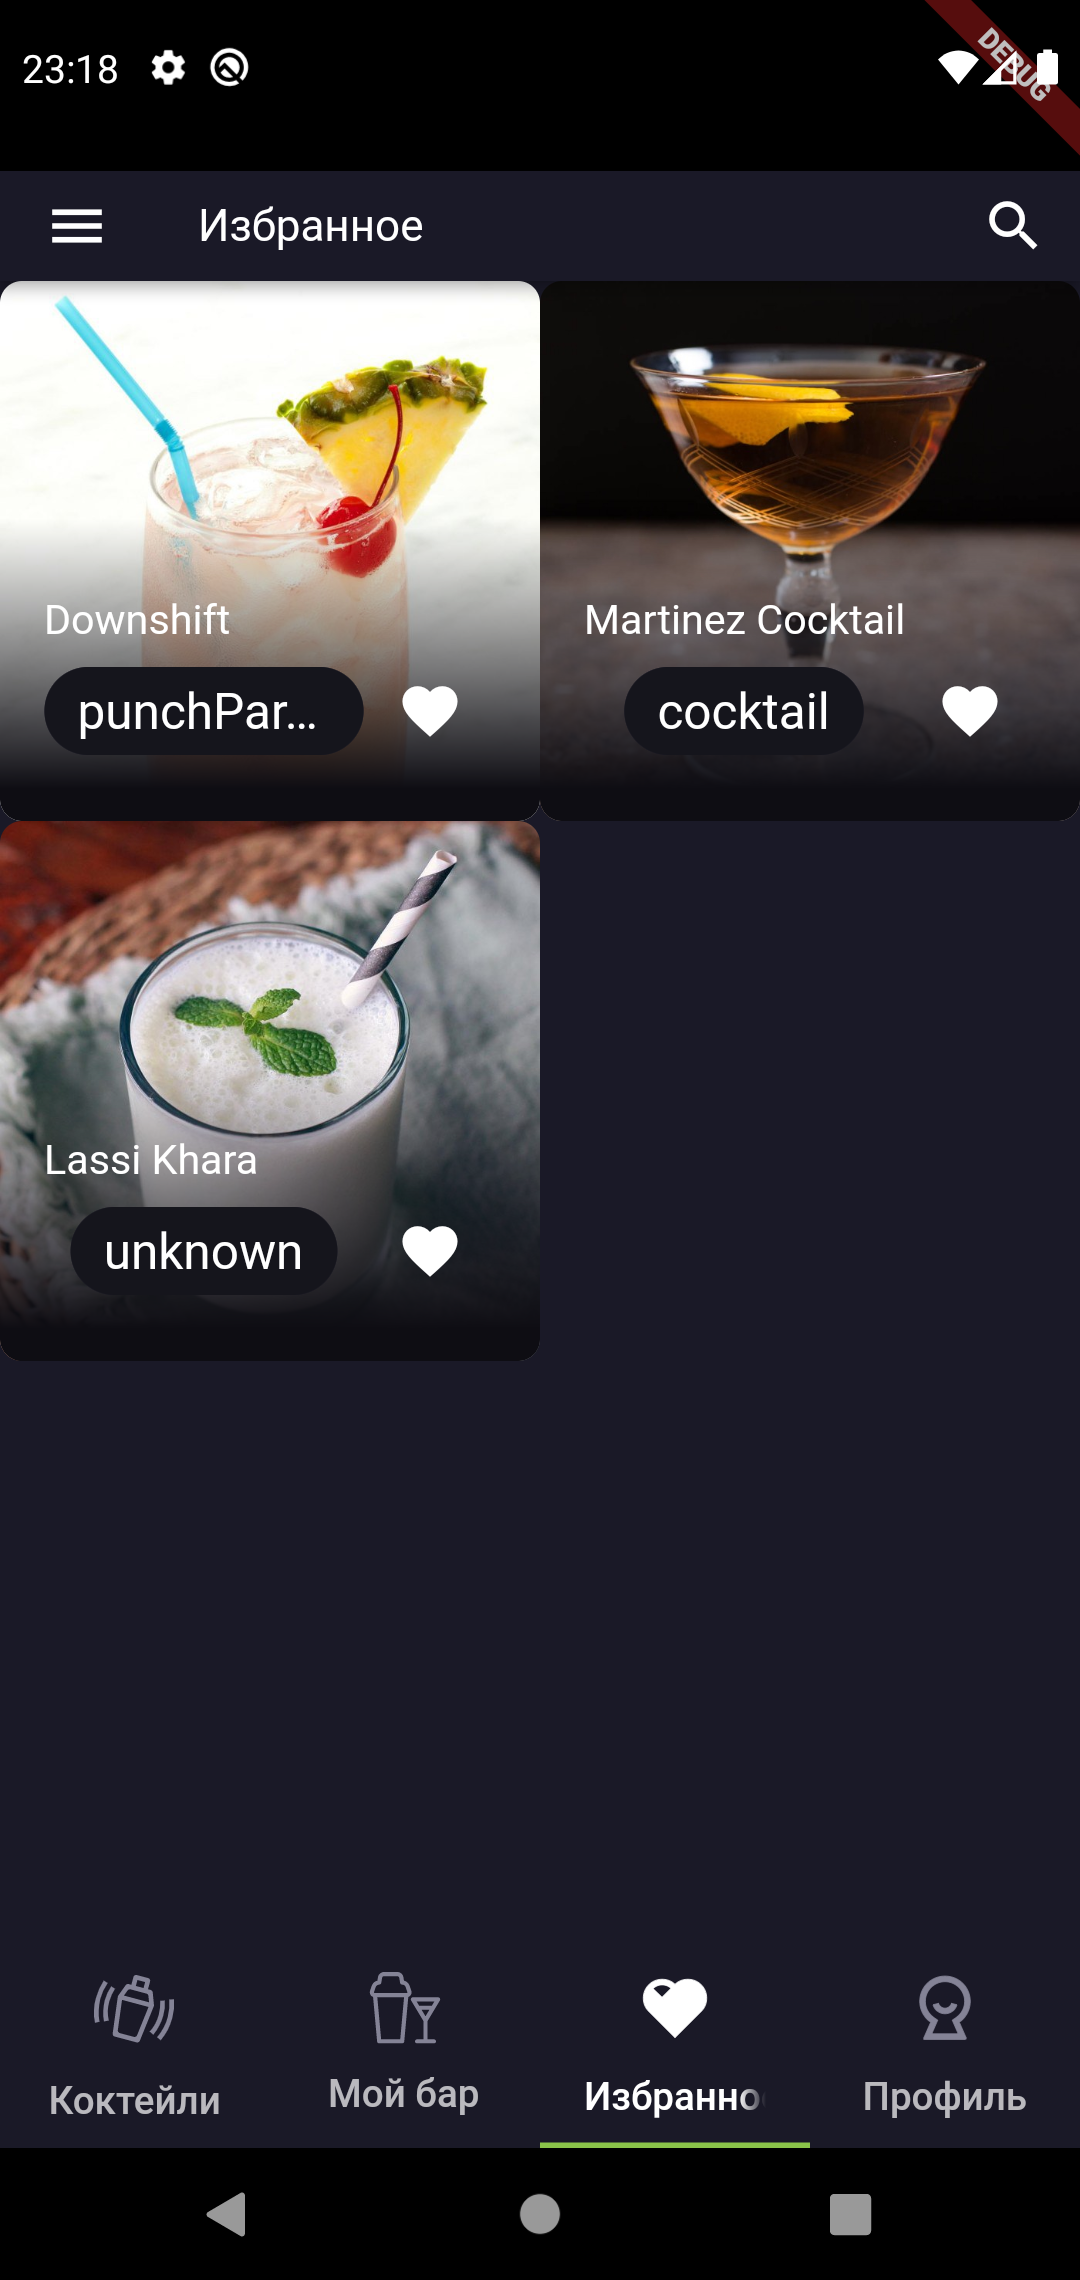 23:18
DEBUG
Избранное
Downshift
Martinez Cocktail
punchPar…
cocktail
Lassi Khara
unknown
Коктейли
Мой бар
Избранно
Профиль